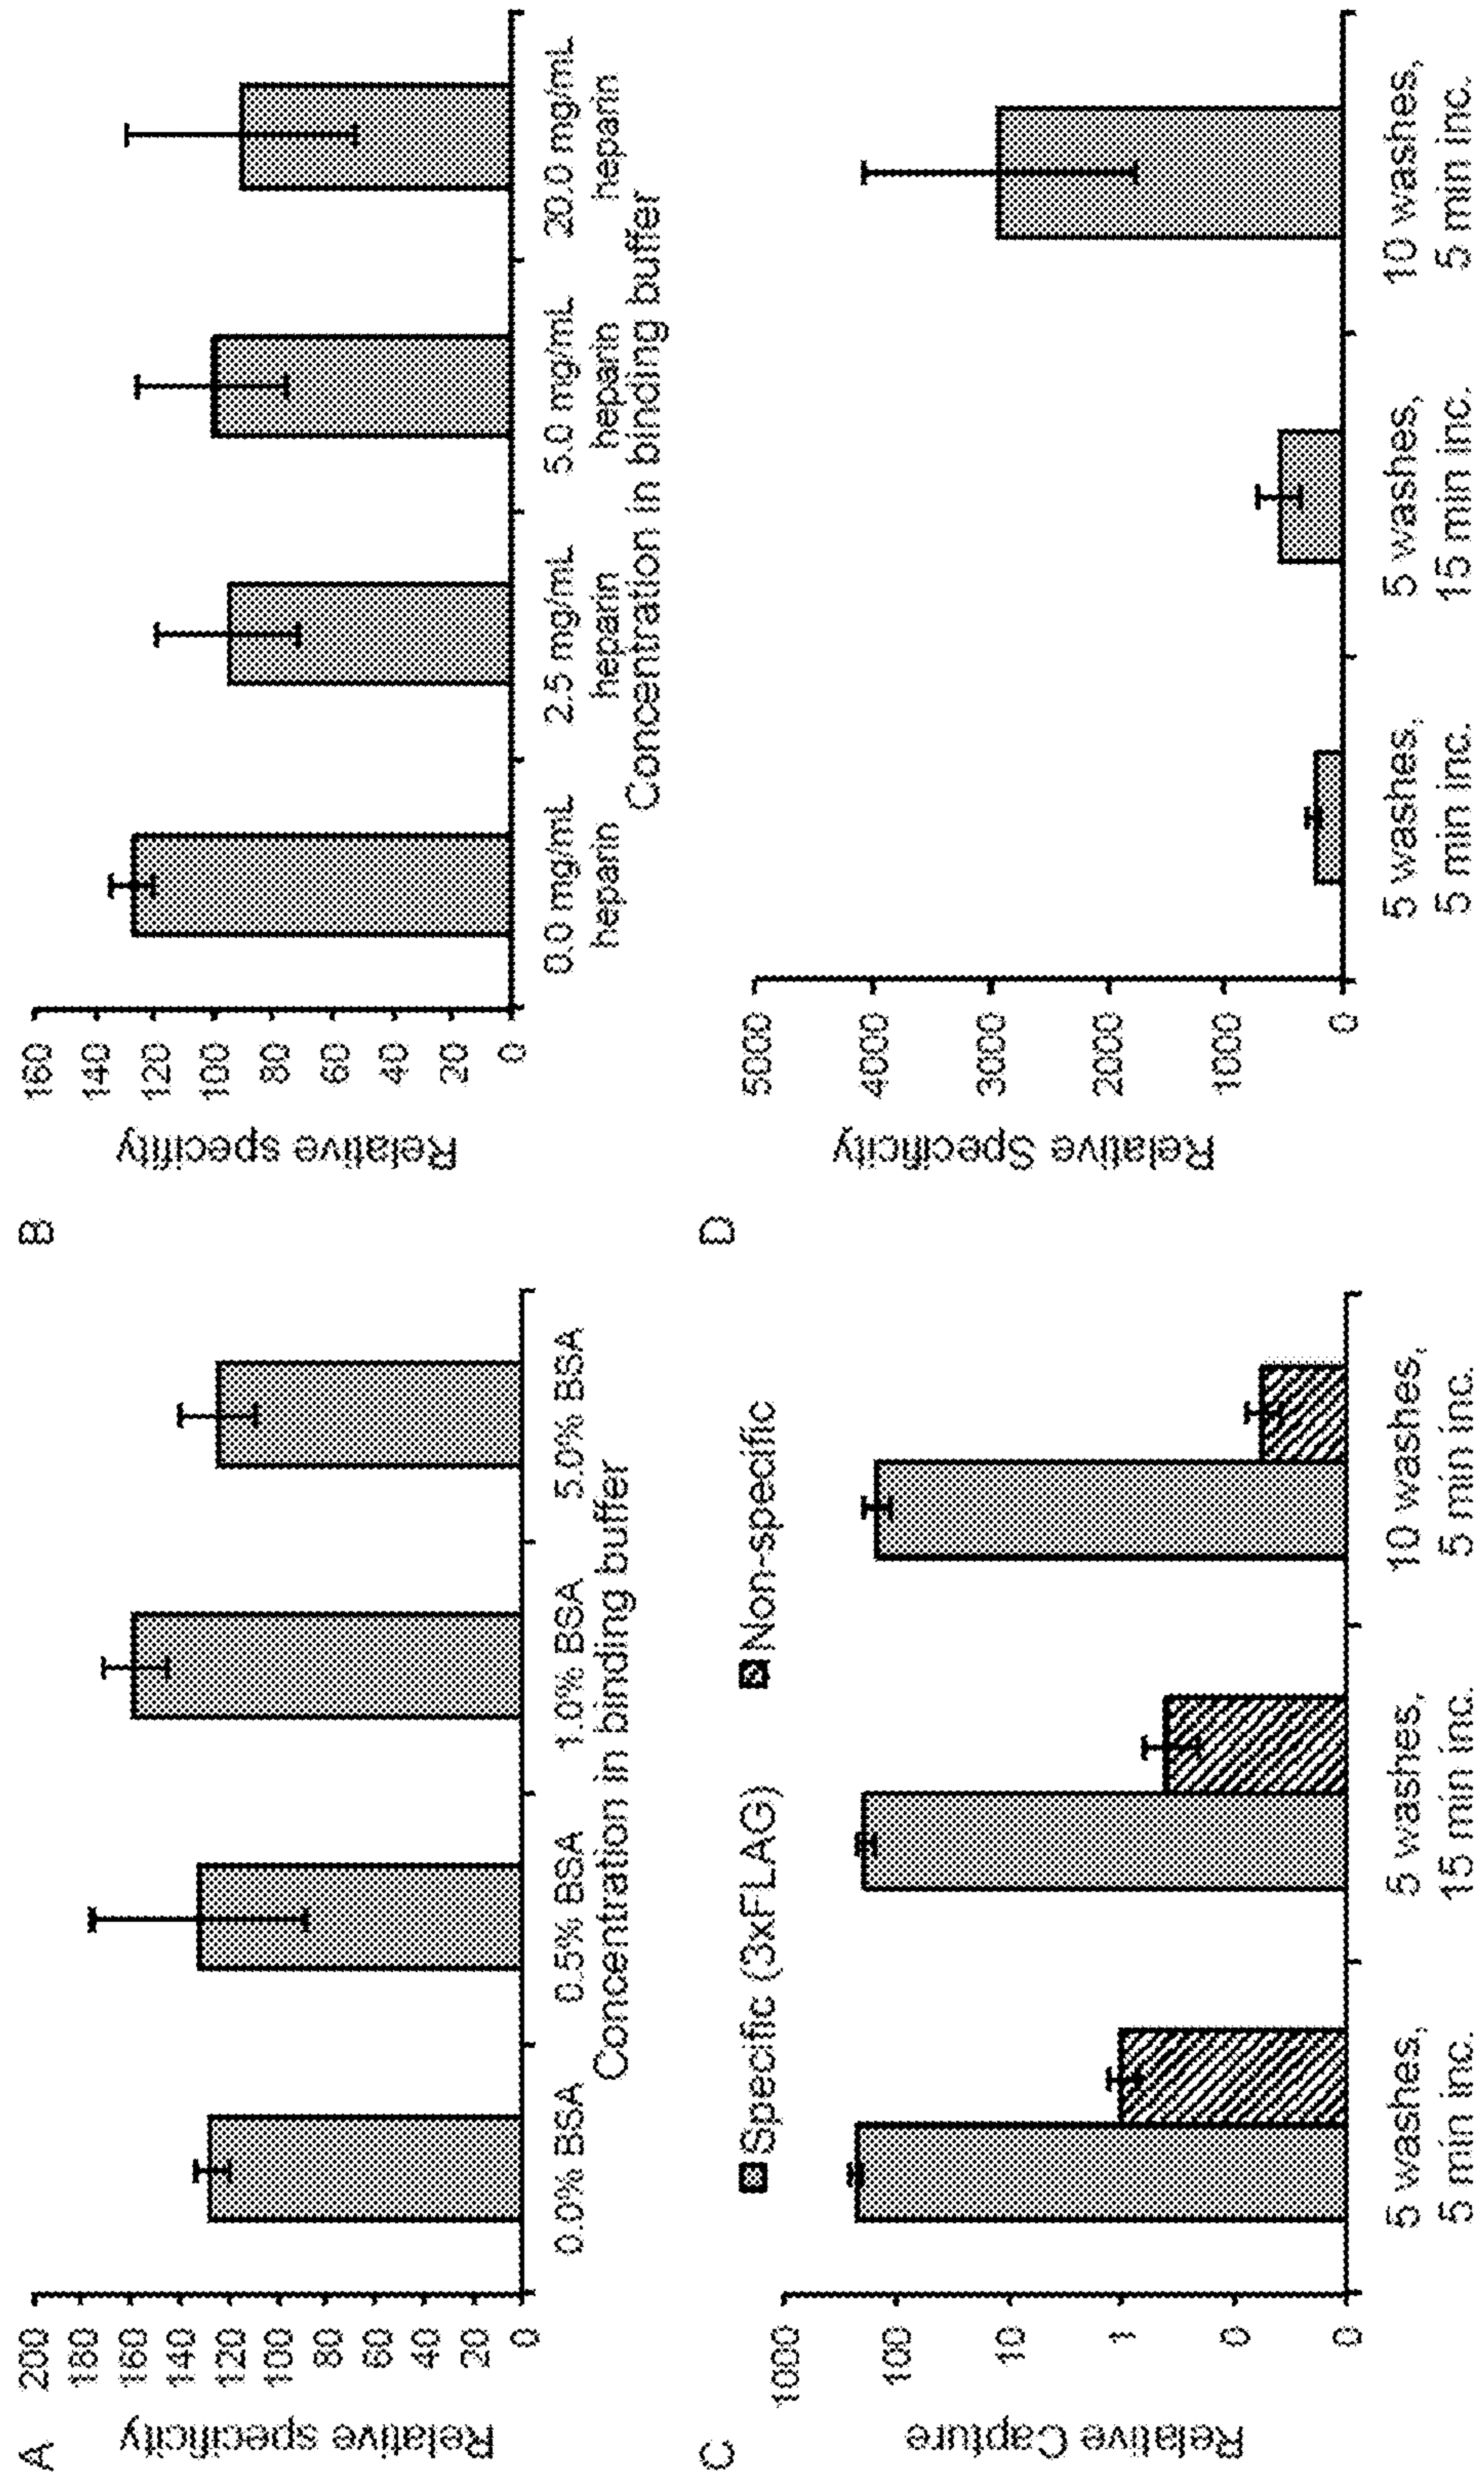 A
Relative specificity
200
180
160
140
120
100
80
60
40
20
0
0.0% BSA 0.5% BSA 1.0% BSA 5.0% BSA
Concentration in binding buffer
B
Relative specifity
160
140
120
100
80
60
40
20
0
0.0 mg/mL 2.5 mg/mL 5.0 mg/mL 20.0 mg/mL
heparin heparin heparin heparin
Concentration in binding buffer
C
Specific (3xFLAG) Non-specific
Relative Capture
1000
100
10
1
0
0
5 washes, 5 washes, 10 washes,
5 min inc. 15 min inc. 5 min inc.
D
Relative Specificity
5000
4000
3000
2000
1000
0
5 washes, 5 washes, 10 washes,
5 min inc. 15 min inc. 5 min inc.